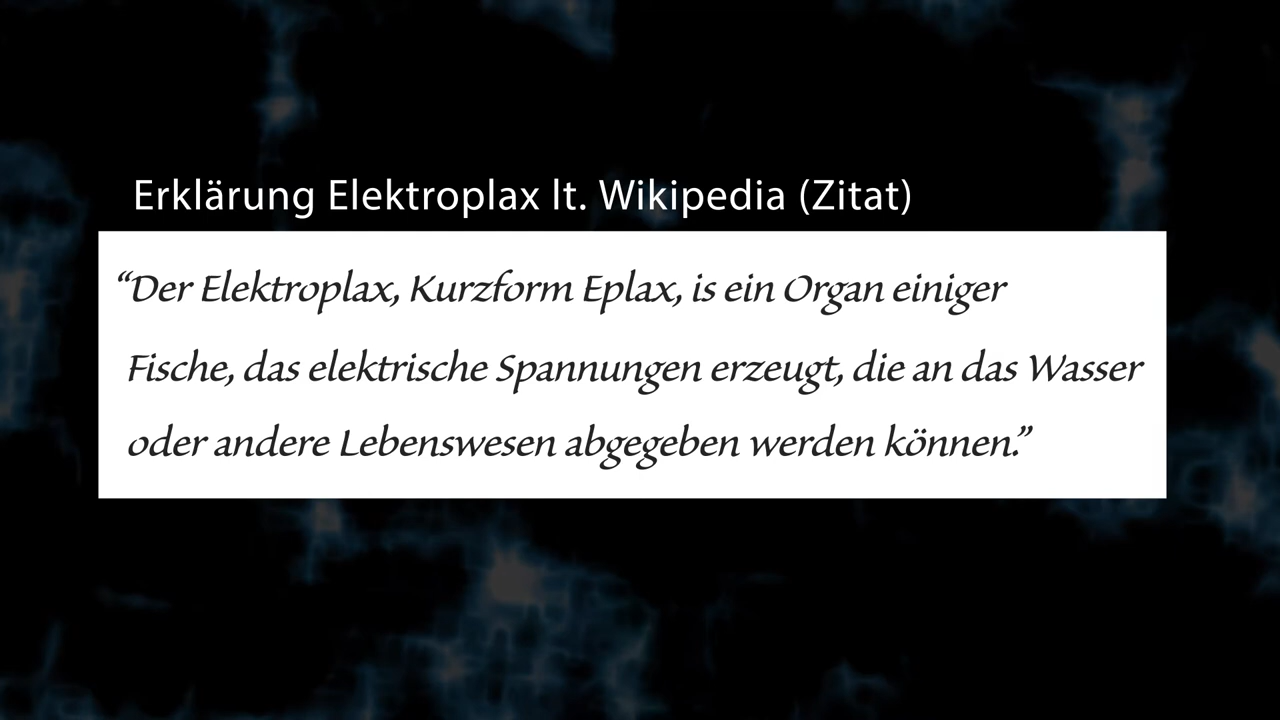 Erklärung Elektroplax lt. Wikipedia (Zitat)
“Der Elektroplax, Kurzform Eplax, is ein Organ einiger
Fische, das elektrische Spannungen erzeugt, die an das Wasser
oder andere Lebenswesen abgegeben werden können.”